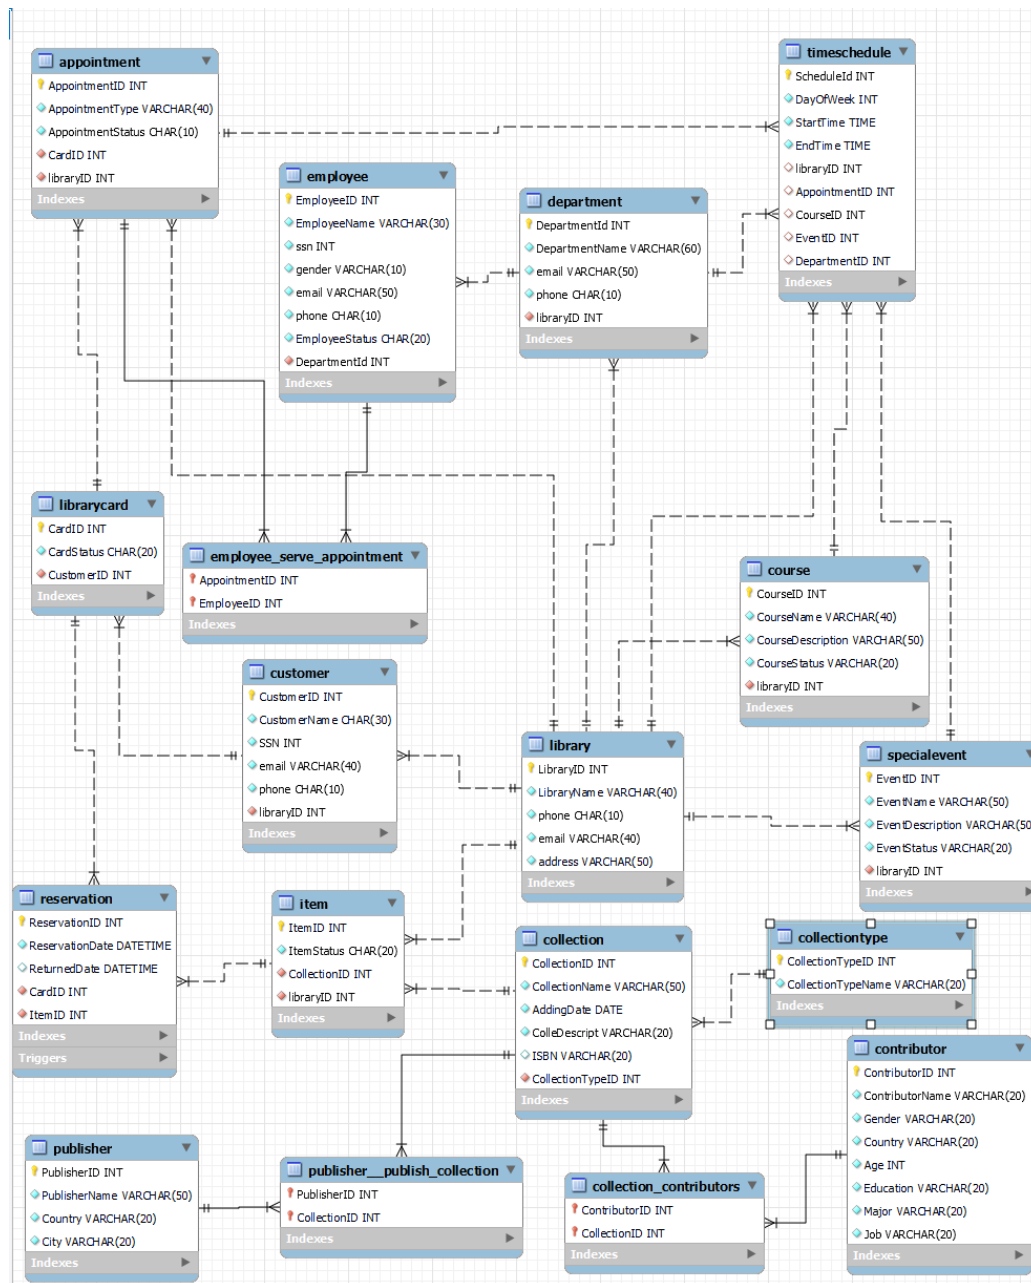 appointment
AppointmentID INT
AppointmentType VARCHAR(40)
AppointmentStatus CHAR(10)
CardID INT
libraryID INT
Indexes
timeschedule
ScheduleId INT
DayOfWeek INT
StartTime TIME
EndTime TIME
libraryID INT
AppointmentID INT
CourseID INT
EventID INT
DepartmentID INT
Indexes
employee
EmployeeID INT
EmployeeName VARCHAR(30)
ssn INT
gender VARCHAR(10)
email VARCHAR(50)
phone CHAR(10)
EmployeeStatus CHAR(20)
DepartmentId INT
Indexes
department
DepartmentId INT
DepartmentName VARCHAR(60)
email VARCHAR(50)
phone CHAR(10)
libraryID INT
Indexes
librarycard
CardID INT
CardStatus CHAR(20)
CustomerID INT
Indexes
employee_serve_appointment
AppointmentID INT
EmployeeID INT
Indexes
course
CourseID INT
CourseName VARCHAR(40)
CourseDescription VARCHAR(50)
CourseStatus VARCHAR(20)
libraryID INT
Indexes
customer
CustomerID INT
CustomerName CHAR(30)
SSN INT
email VARCHAR(40)
phone CHAR(10)
libraryID INT
Indexes
library
LibraryID INT
LibraryName VARCHAR(40)
phone CHAR(10)
email VARCHAR(40)
address VARCHAR(50)
Indexes
specialevent
EventID INT
EventName VARCHAR(50)
EventDescription VARCHAR(50
EventStatus VARCHAR(20)
libraryID INT
Indexes
reservation
ReservationID INT
ReservationDate DATETIME
ReturnedDate DATETIME
CardID INT
ItemID INT
Indexes
Triggers
item
ItemID INT
ItemStatus CHAR(20)
CollectionID INT
libraryID INT
Indexes
collection
CollectionID INT
CollectionName VARCHAR(50)
AddingDate DATE
ColleDescript VARCHAR(20)
ISBN VARCHAR(20)
CollectionTypeID INT
Indexes
collectiontype
CollectionTypeID INT
CollectionTypeName VARCHAR(20)
Indexes
contributor
ContributorID INT
ContributorName VARCHAR(20)
Gender VARCHAR(20)
Country VARCHAR(20)
Age INT
Education VARCHAR(20)
Major VARCHAR(20)
Job VARCHAR(20)
Indexes
publisher
PublisherID INT
PublisherName VARCHAR(50)
Country VARCHAR(20)
City VARCHAR(20)
Indexes
publisher__publish_collection
PublisherID INT
CollectionID INT
Indexes
collection_contributors
ContributorID INT
CollectionID INT
Indexes